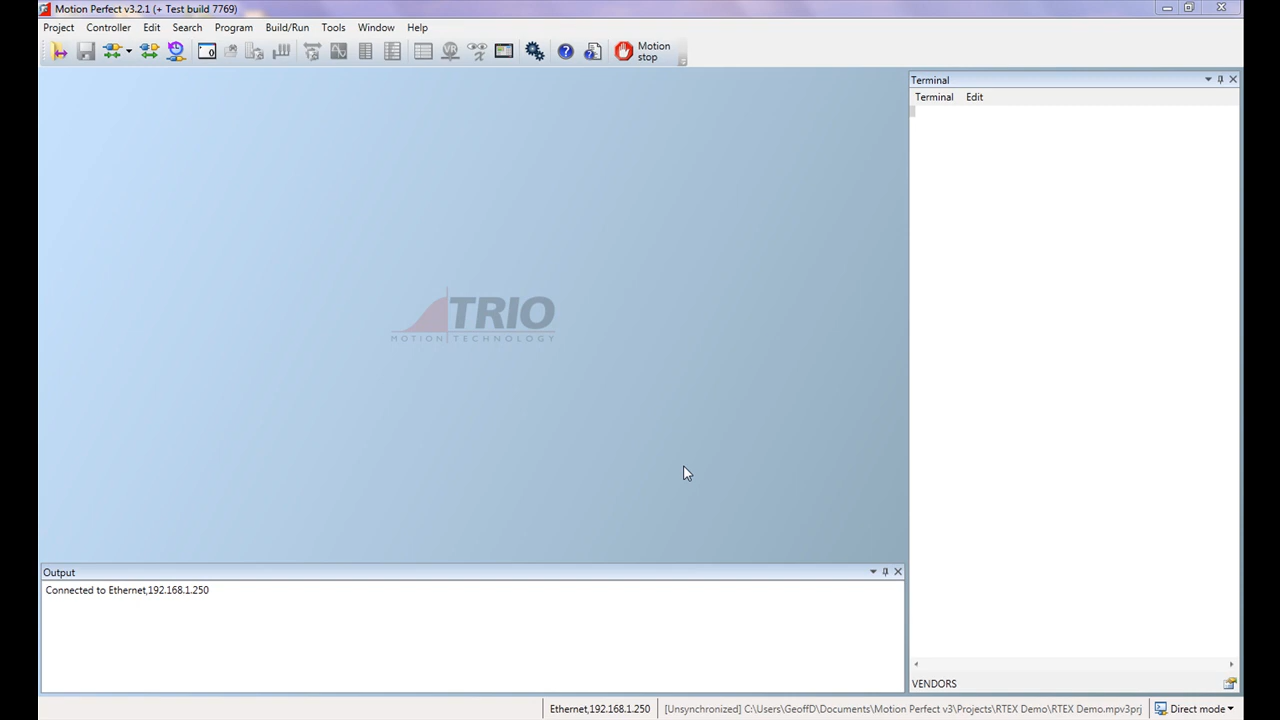 Motion Perfect v3.2.1 (+ Test build 7769)
Project Controller Edit Search Program Build/Run Tools Window Help
Motion
stop
Terminal
Terminal Edit
TRIO
MOTION TECHNOLOGY
Output
Connected to Ethernet,192.168.1.250
VENDORS
Ethernet,192.168.1.250 [Unsynchronized] C:\Users\GeoffD\Documents\Motion Perfect v3\Projects\RTEX Demo\RTEX Demo.mpv3prj Direct mode